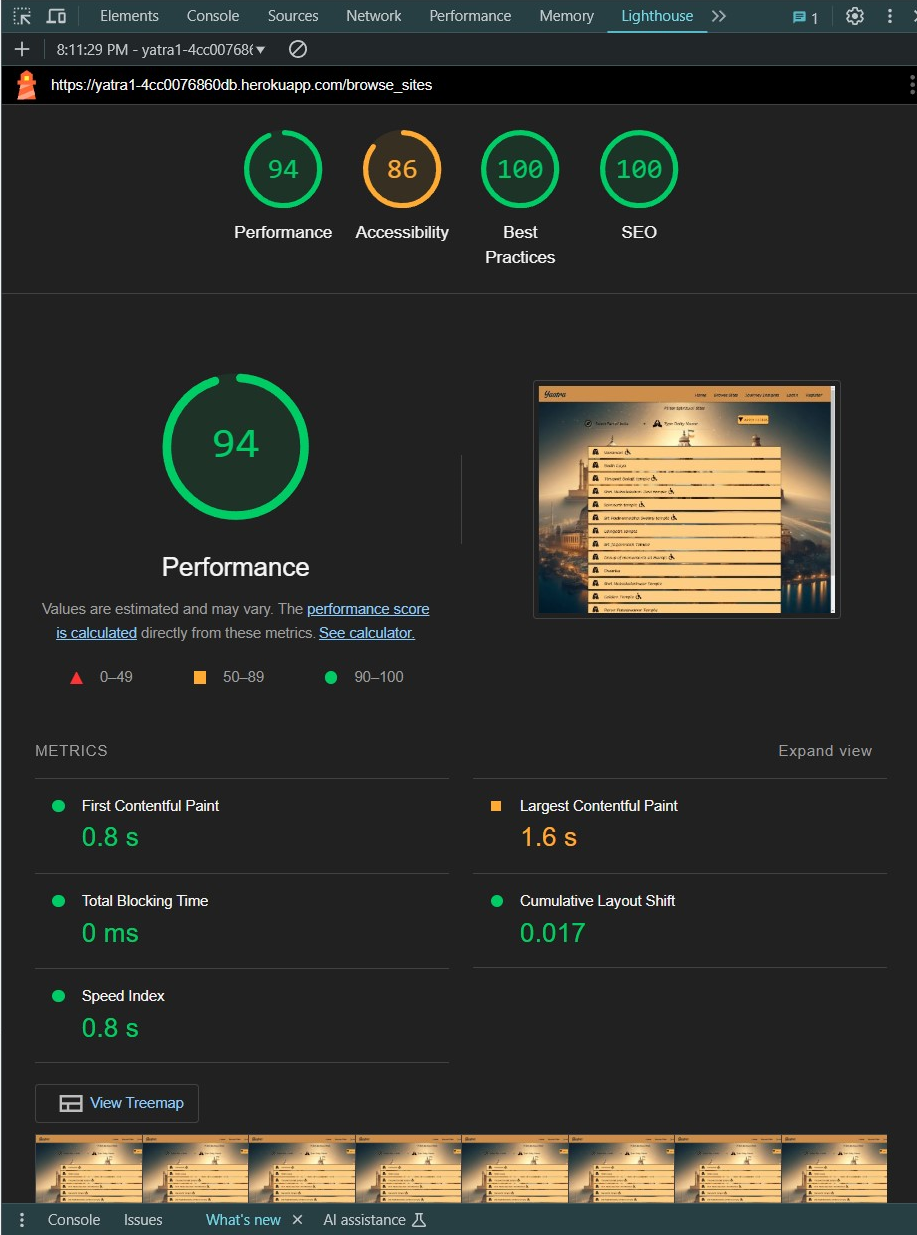 Elements Console Sources Network Performance Memory Lighthouse 1
8:11:29 PM - yatra1-4cc007686
https://yatra1-4cc0076860db.herokuapp.com/browse_sites
94 86 100 100
Performance Accessibility Best Practices SEO
94
Performance
Values are estimated and may vary. The performance score
is calculated directly from these metrics. See calculator.
0–49 50–89 90–100
METRICS Expand view
First Contentful Paint
0.8 s
Largest Contentful Paint
1.6 s
Total Blocking Time
0 ms
Cumulative Layout Shift
0.017
Speed Index
0.8 s
View Treemap
Console Issues What's new AI assistance